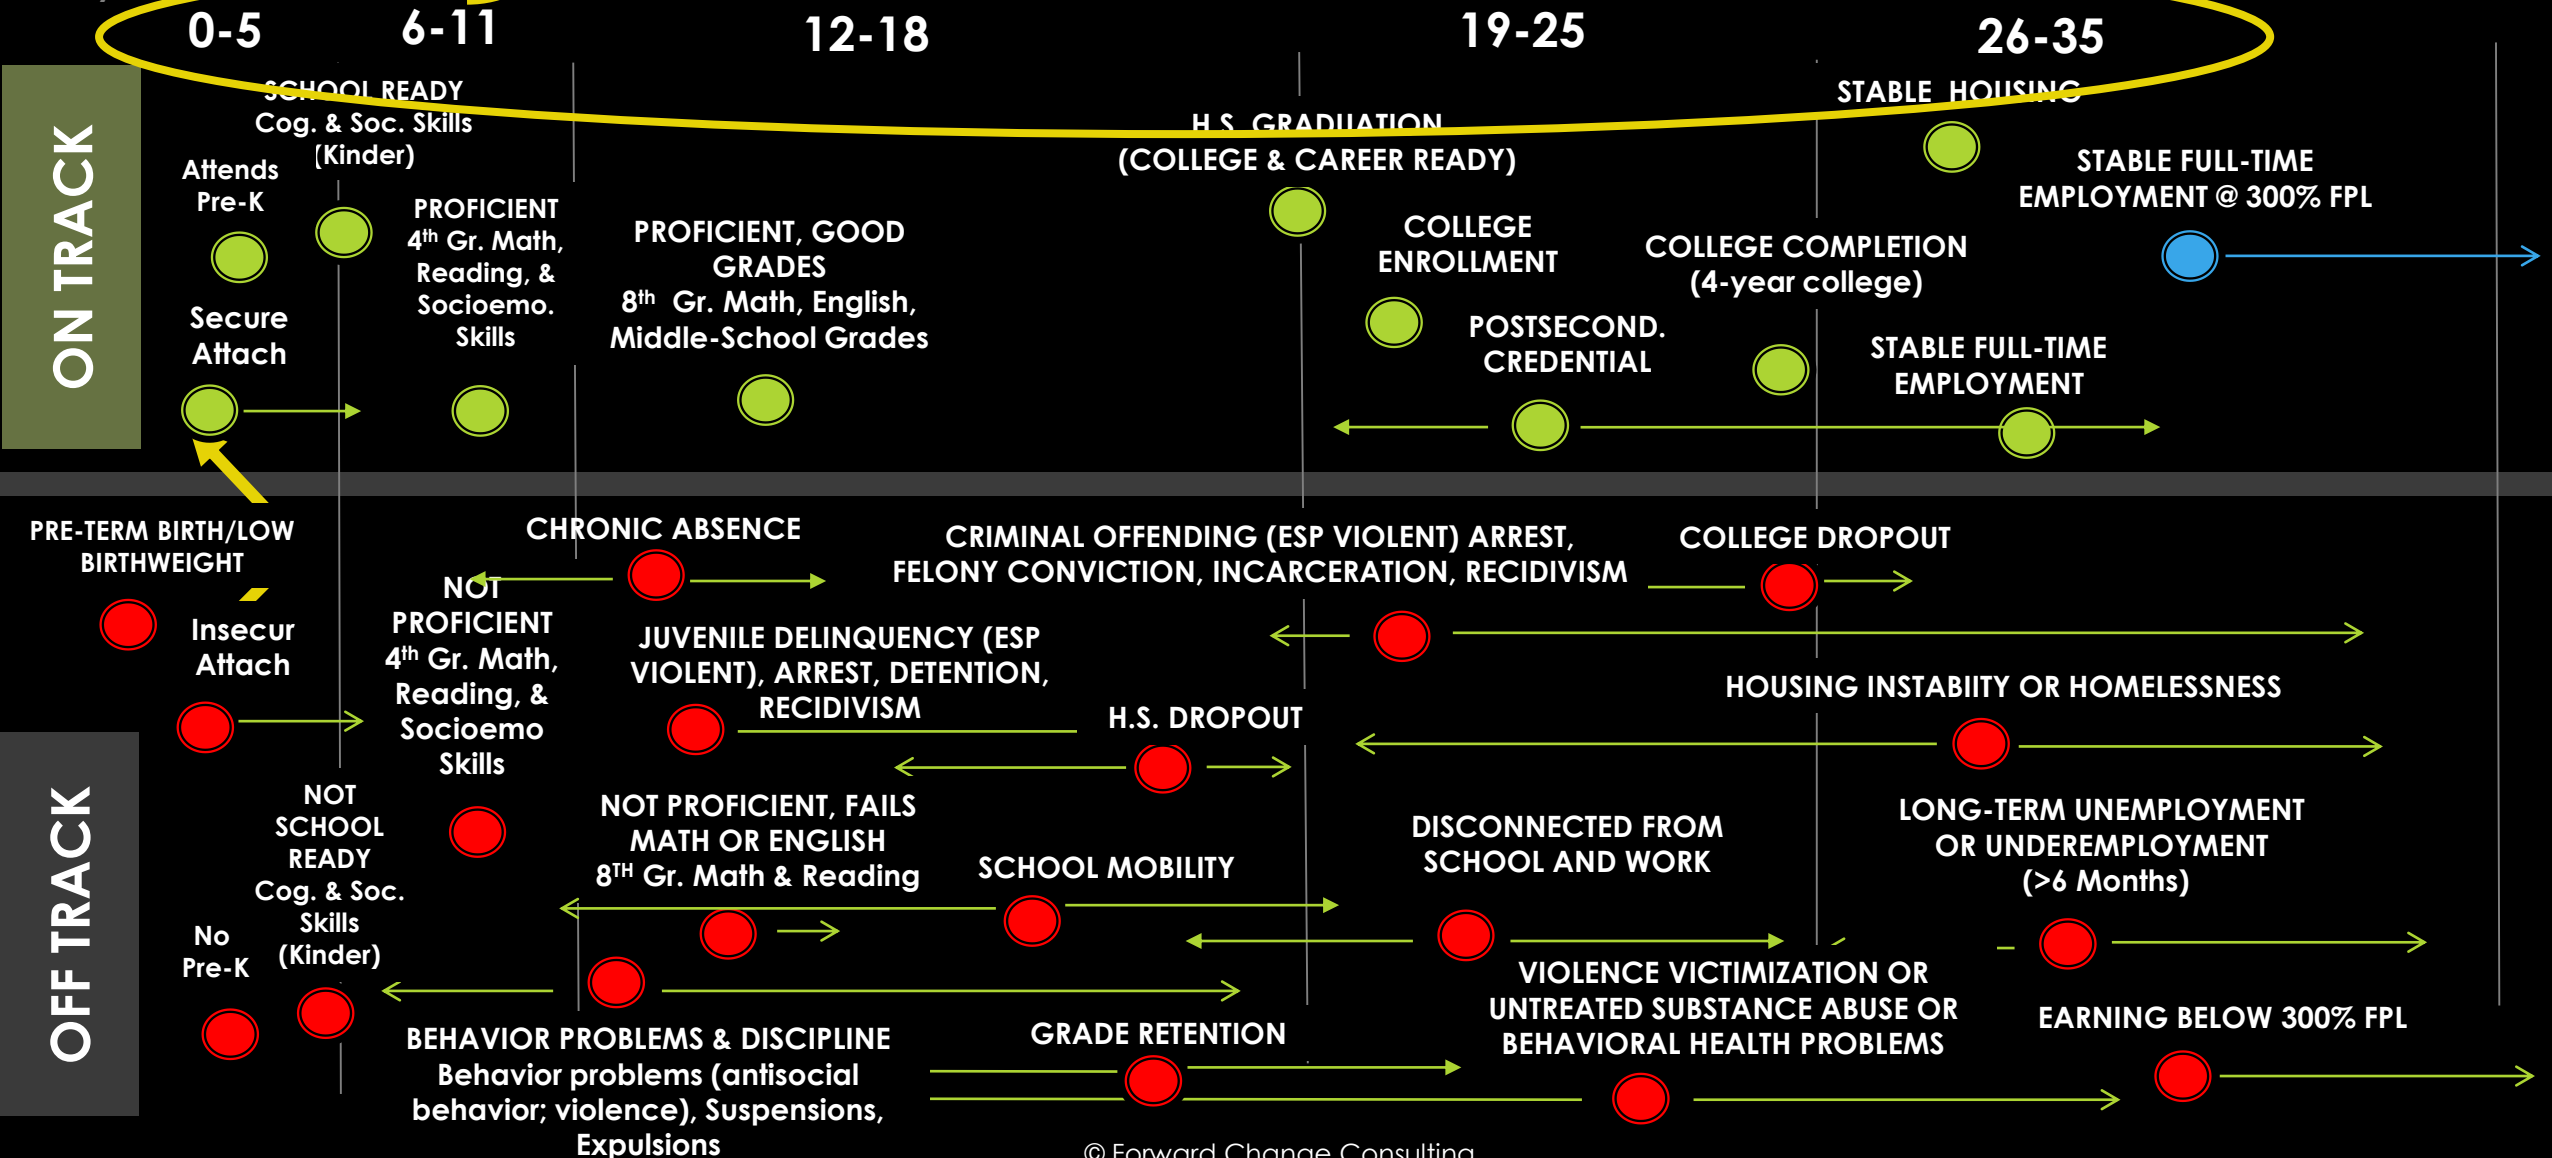 0-5
6-11
12-18
19-25
26-35
ON TRACK
SCHOOL READY
Cog. & Soc. Skills
(Kinder)
Attends
Pre-K
Secure
Attach
PROFICIENT
4th Gr. Math,
Reading, &
Socioemo.
Skills
PROFICIENT, GOOD
GRADES
8th Gr. Math, English,
Middle-School Grades
H.S. GRADUATION
(COLLEGE & CAREER READY)
COLLEGE
ENROLLMENT
POSTSECOND.
CREDENTIAL
COLLEGE COMPLETION
(4-year college)
STABLE HOUSING
STABLE FULL-TIME
EMPLOYMENT @ 300% FPL
STABLE FULL-TIME
EMPLOYMENT
OFF TRACK
PRE-TERM BIRTH/LOW
BIRTHWEIGHT
Insecur
Attach
No
Pre-K
NOT
SCHOOL
READY
Cog. & Soc.
Skills
(Kinder)
NOT
PROFICIENT
4th Gr. Math,
Reading, &
Socioemo
Skills
CHRONIC ABSENCE
JUVENILE DELINQUENCY (ESP
VIOLENT), ARREST, DETENTION,
RECIDIVISM
NOT PROFICIENT, FAILS
MATH OR ENGLISH
8TH Gr. Math & Reading
BEHAVIOR PROBLEMS & DISCIPLINE
Behavior problems (antisocial
behavior; violence), Suspensions,
Expulsions
CRIMINAL OFFENDING (ESP VIOLENT) ARREST,
FELONY CONVICTION, INCARCERATION, RECIDIVISM
H.S. DROPOUT
SCHOOL MOBILITY
GRADE RETENTION
COLLEGE DROPOUT
HOUSING INSTABIITY OR HOMELESSNESS
DISCONNECTED FROM
SCHOOL AND WORK
VIOLENCE VICTIMIZATION OR
UNTREATED SUBSTANCE ABUSE OR
BEHAVIORAL HEALTH PROBLEMS
LONG-TERM UNEMPLOYMENT
OR UNDEREMPLOYMENT
(>6 Months)
EARNING BELOW 300% FPL
© Forward Change Consulting